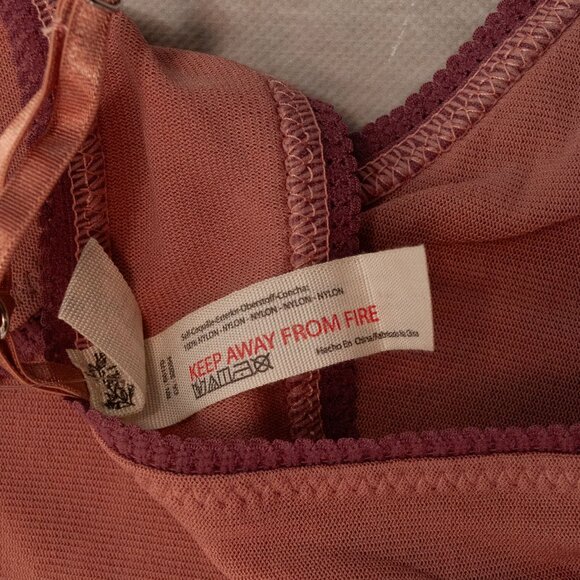 Self-Coquille-Exterior-Oberstoff-Concha:
100% NYLON - NYLON - NYLON - NYLON - NYLON
KEEP AWAY FROM FIRE
Hecho En China/Fabricado Na China